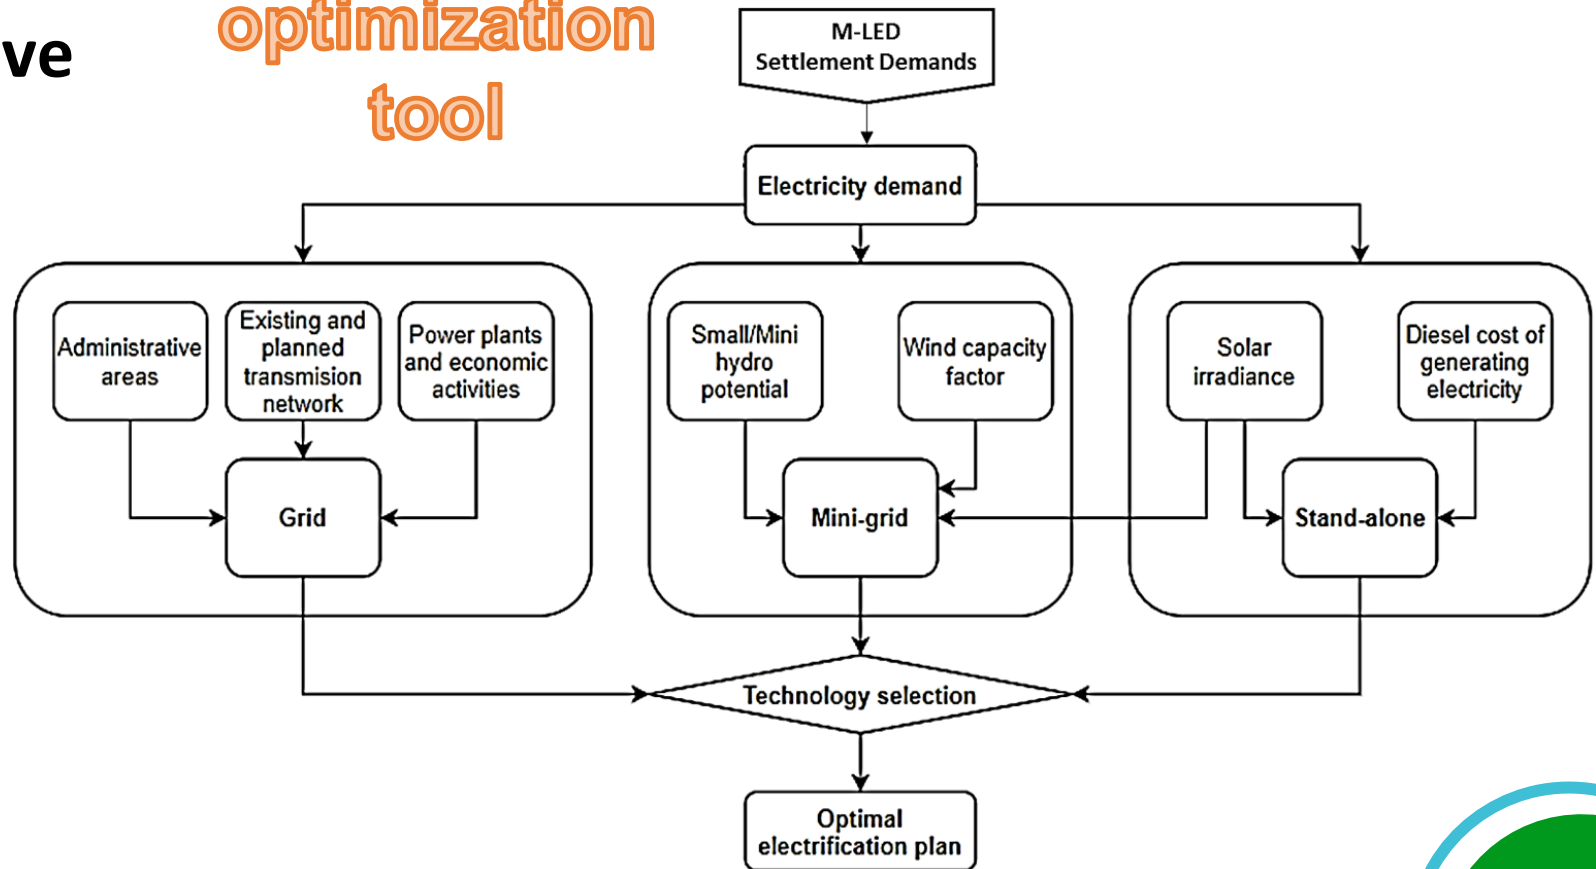 ve
optimization
tool
M-LED
Settlement Demands
Electricity demand
Administrative
areas
Existing and
planned
transmision
network
Power plants
and economic
activities
Small/Mini
hydro
potential
Wind capacity
factor
Solar
irradiance
Diesel cost of
generating
electricity
Grid
Mini-grid
Stand-alone
Technology selection
Optimal
electrification plan